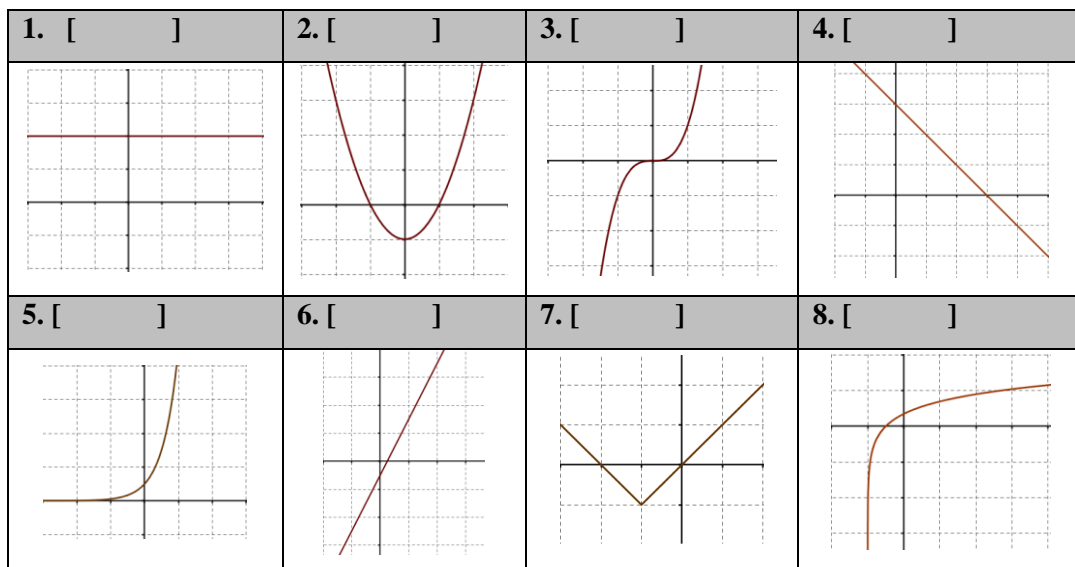 1. [ ]
2. [ ]
3. [ ]
4. [ ]
5. [ ]
6. [ ]
7. [ ]
8. [ ]